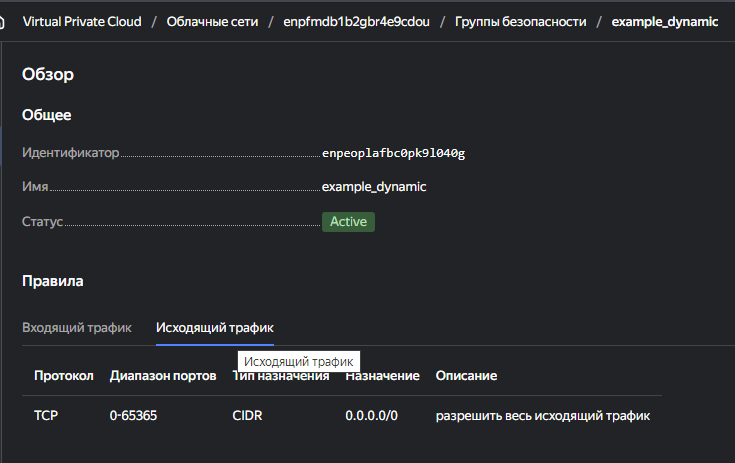 Virtual Private Cloud / Облачные сети / enpfmdb1b2gbr4e9cdou / Группы безопасности / example_dynamic
Обзор
Общее
Идентификатор enpeoplafbc0pk9l040g
Имя example_dynamic
Статус Active
Правила
Входящий трафик Исходящий трафик
Исходящий трафик
Протокол Диапазон портов Тип назначения Назначение Описание
TCP 0-65365 CIDR 0.0.0.0/0 разрешить весь исходящий трафик